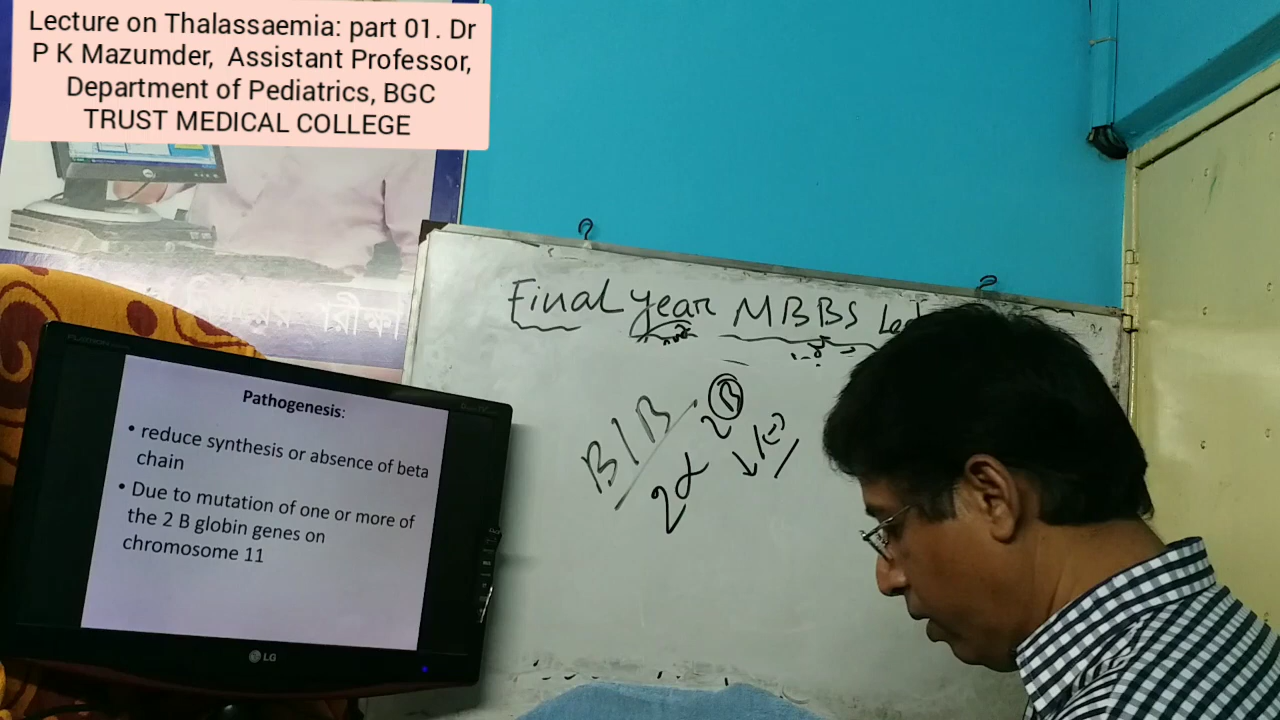 Lecture on Thalassaemia: part 01. Dr
P K Mazumder, Assistant Professor,
Department of Pediatrics, BGC
TRUST MEDICAL COLLEGE
Final year MBBS
B/B
2 B
2 α
↓/(-)
Pathogenesis:
• reduce synthesis or absence of beta
chain
• Due to mutation of one or more of
the 2 B globin genes on
chromosome 11
LG